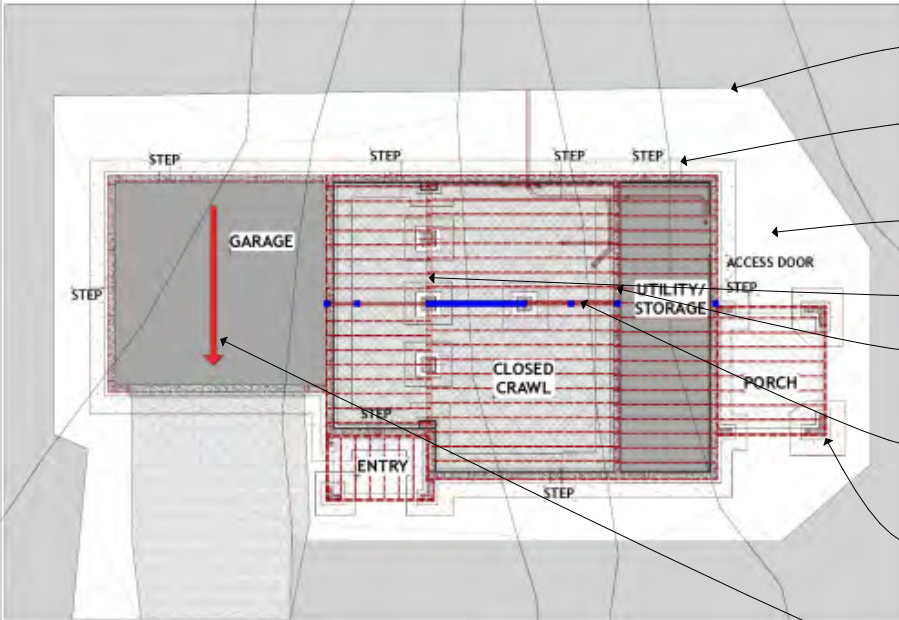 STEP
STEP
STEP
STEP
GARAGE
ACCESS DOOR
STEP
STEP
UTILITY/
STORAGE
CLOSED
CRAWL
PORCH
STEP
ENTRY
STEP